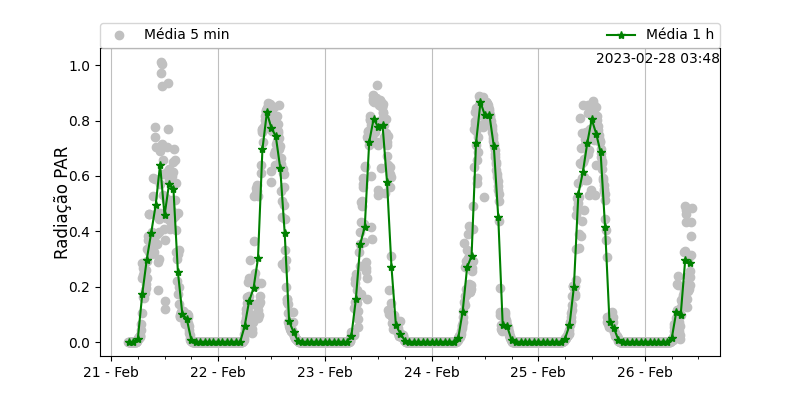 Média 5 min
Média 1 h
2023-02-28 03:48
Radiação PAR
1.0
0.8
0.6
0.4
0.2
0.0
21 - Feb
22 - Feb
23 - Feb
24 - Feb
25 - Feb
26 - Feb